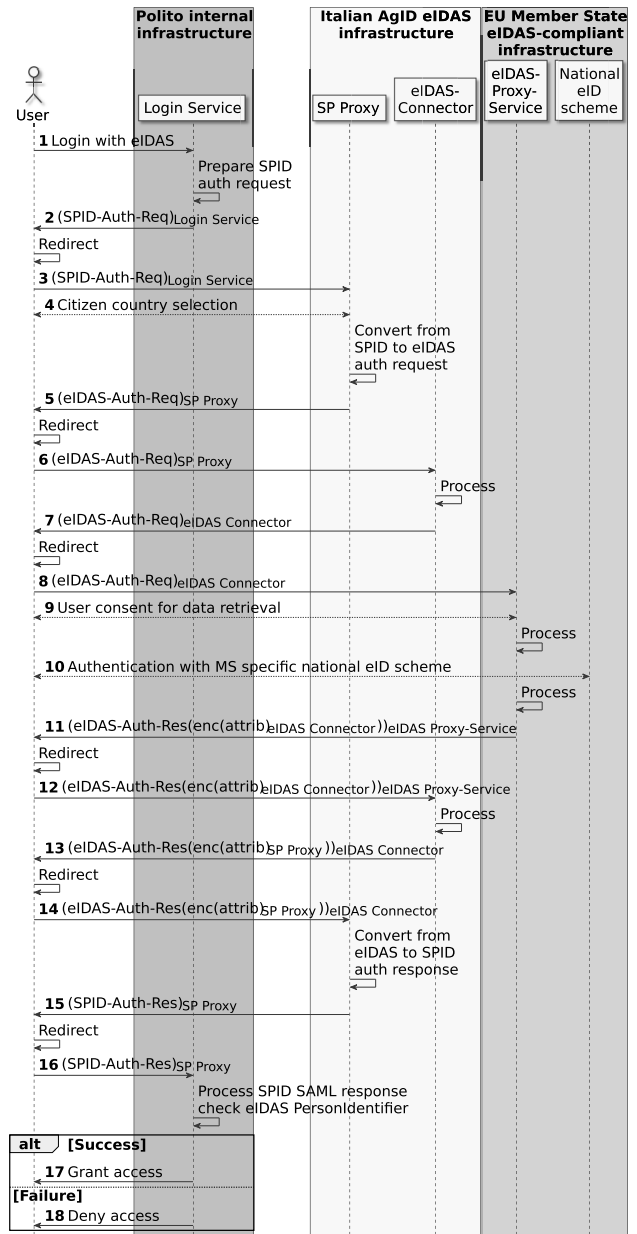 Polito internal
infrastructure
Italian AgID eIDAS
infrastructure
EU Member State
eIDAS-compliant
infrastructure
User
Login Service
SP Proxy
eIDAS-
Connector
eIDAS-
Proxy-
Service
National
eID
scheme
1 Login with eIDAS
Prepare SPID
auth request
2 (SPID-Auth-Req)Login Service
Redirect
3 (SPID-Auth-Req)Login Service
4 Citizen country selection
Convert from
SPID to eIDAS
auth request
5 (eIDAS-Auth-Req)SP Proxy
Redirect
6 (eIDAS-Auth-Req)SP Proxy
Process
7 (eIDAS-Auth-Req)eIDAS Connector
Redirect
8 (eIDAS-Auth-Req)eIDAS Connector
9 User consent for data retrieval
Process
10 Authentication with MS specific national eID scheme
Process
11 (eIDAS-Auth-Res(enc(attrib)eIDAS Connector))eIDAS Proxy-Service
Redirect
12 (eIDAS-Auth-Res(enc(attrib)eIDAS Connector))eIDAS Proxy-Service
Process
13 (eIDAS-Auth-Res(enc(attrib)SP Proxy))eIDAS Connector
Redirect
14 (eIDAS-Auth-Res(enc(attrib)SP Proxy))eIDAS Connector
Convert from
eIDAS to SPID
auth response
15 (SPID-Auth-Res)SP Proxy
Redirect
16 (SPID-Auth-Res)SP Proxy
Process SPID SAML response
check eIDAS PersonIdentifier
alt [Success]
17 Grant access
[Failure]
18 Deny access